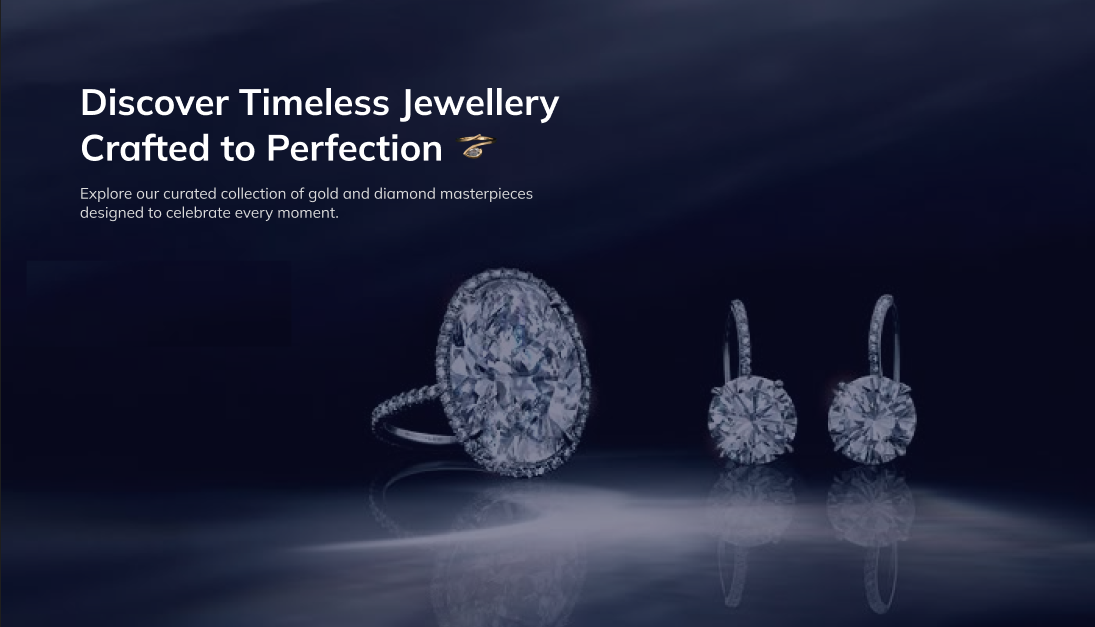 Discover Timeless Jewellery
Crafted to Perfection
Explore our curated collection of gold and diamond masterpieces
designed to celebrate every moment.